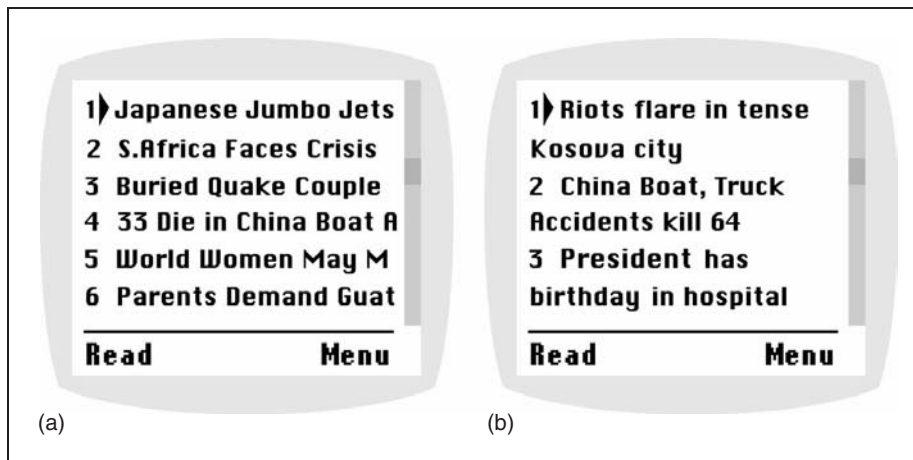 1 Japanese Jumbo Jets
2 S.Africa Faces Crisis
3 Buried Quake Couple
4 33 Die in China Boat A
5 World Women May M
6 Parents Demand Guat
Read Menu
(a)
1 Riots flare in tense
Kosova city
2 China Boat, Truck
Accidents kill 64
3 President has
birthday in hospital
Read Menu
(b)